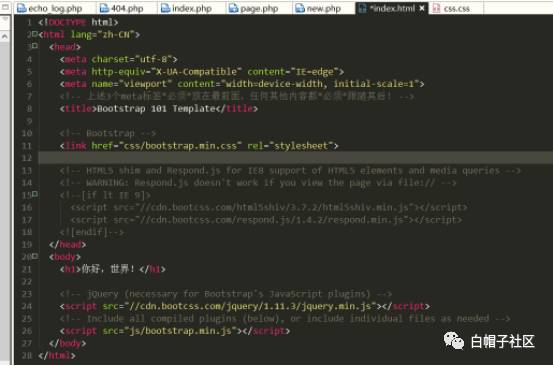 echo_log.php 404.php index.php page.php new.php *index.html css.css
1 <!DOCTYPE html>
2 <html lang="zh-CN">
3 <head>
4 <meta charset="utf-8">
5 <meta http-equiv="X-UA-Compatible" content="IE=edge">
6 <meta name="viewport" content="width=device-width, initial-scale=1">
7 <!-- 上述3个meta标签*必须*放在最前面，任何其他内容都*必须*跟随其后! -->
8 <title>Bootstrap 101 Template</title>
9
10 <!-- Bootstrap -->
11 <link href="css/bootstrap.min.css" rel="stylesheet">
12
13 <!-- HTML5 shim and Respond.js for IE8 support of HTML5 elements and media queries -->
14 <!-- WARNING: Respond.js doesn't work if you view the page via file:// -->
15 <!--[if lt IE 9]>
16 <script src="//cdn.bootcss.com/html5shiv/3.7.2/html5shiv.min.js"></script>
17 <script src="//cdn.bootcss.com/respond.js/1.4.2/respond.min.js"></script>
18 <![endif]-->
19 </head>
20 <body>
21 <h1>你好，世界！</h1>
22
23 <!-- jQuery (necessary for Bootstrap's JavaScript plugins) -->
24 <script src="//cdn.bootcss.com/jquery/1.11.3/jquery.min.js"></script>
25 <!-- Include all compiled plugins (below), or include individual files as needed -->
26 <script src="js/bootstrap.min.js"></script>
27 </body>
28 </html>
白帽子社区